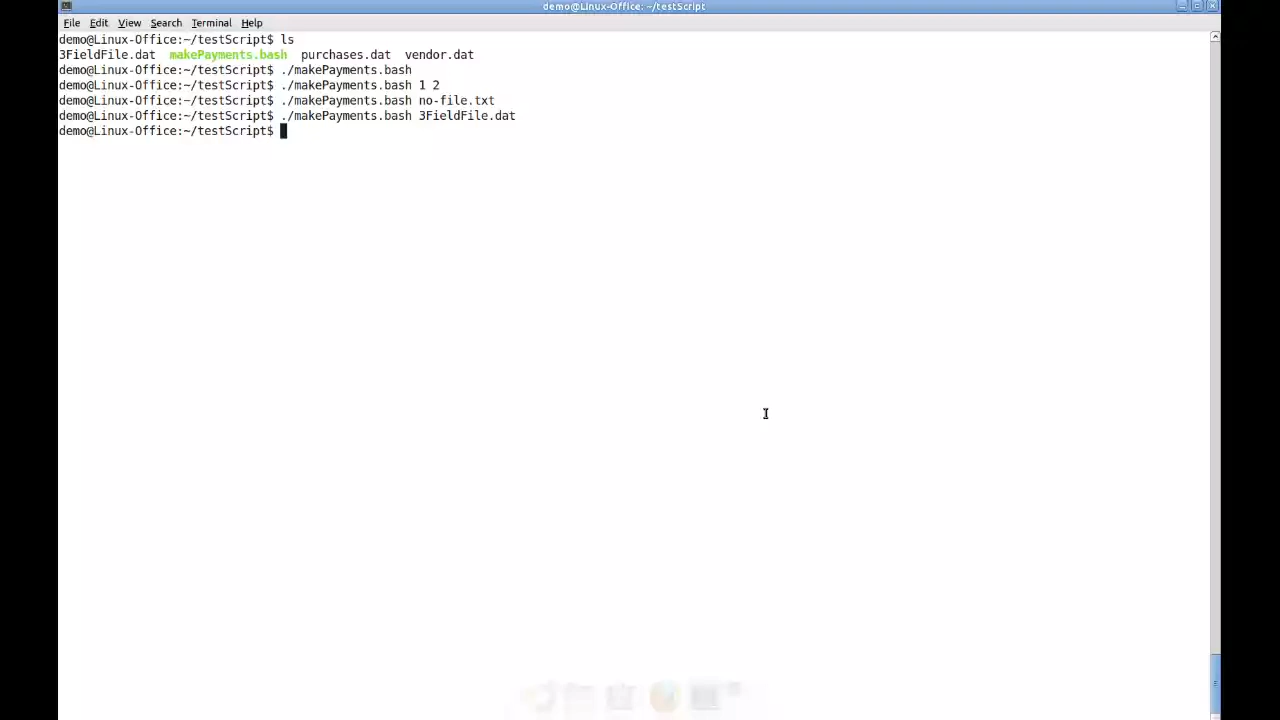 demo@Linux-Office: ~/testScript
File Edit View Search Terminal Help
demo@Linux-Office:~/testScript$ ls
3FieldFile.dat  makePayments.bash  purchases.dat  vendor.dat
demo@Linux-Office:~/testScript$ ./makePayments.bash
demo@Linux-Office:~/testScript$ ./makePayments.bash 1 2
demo@Linux-Office:~/testScript$ ./makePayments.bash no-file.txt
demo@Linux-Office:~/testScript$ ./makePayments.bash 3FieldFile.dat
demo@Linux-Office:~/testScript$